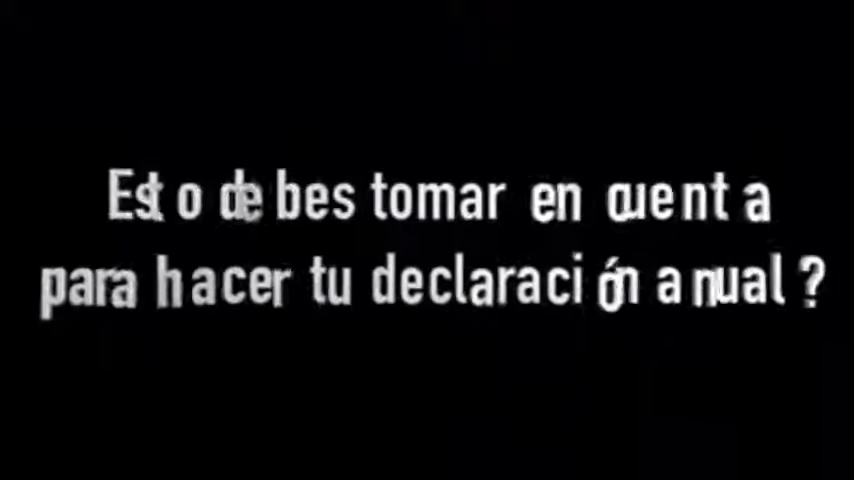 Esto debes tomar en cuenta
para hacer tu declaración anual?